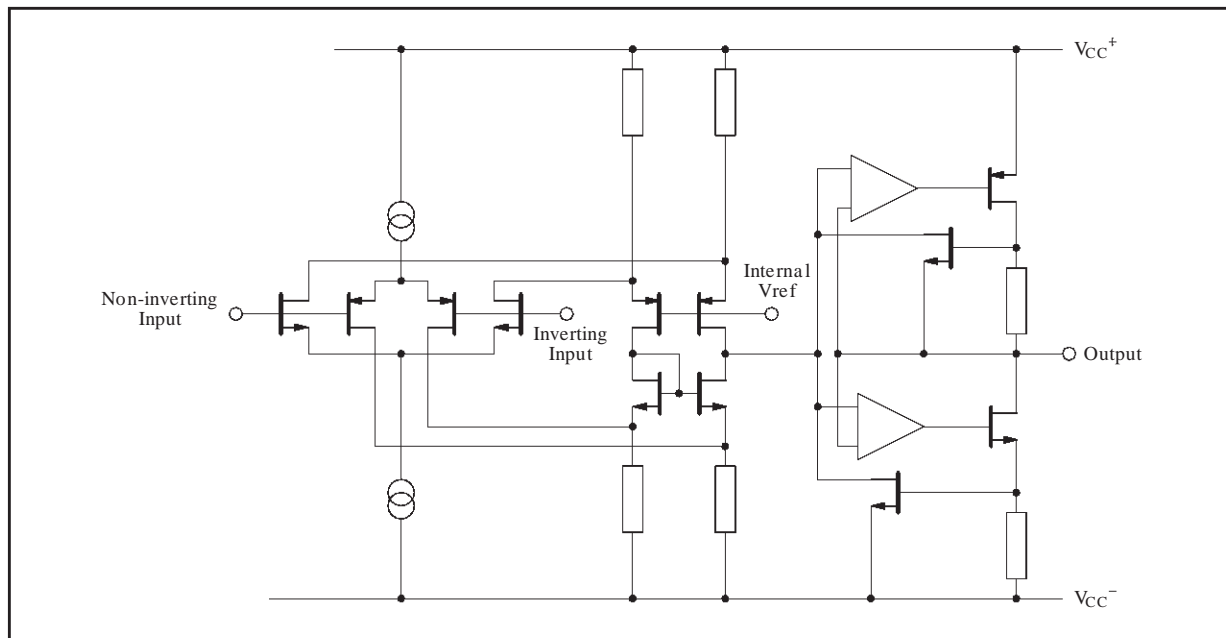 VCC+
Non-inverting
Input
Inverting
Input
Internal
Vref
Output
VCC−